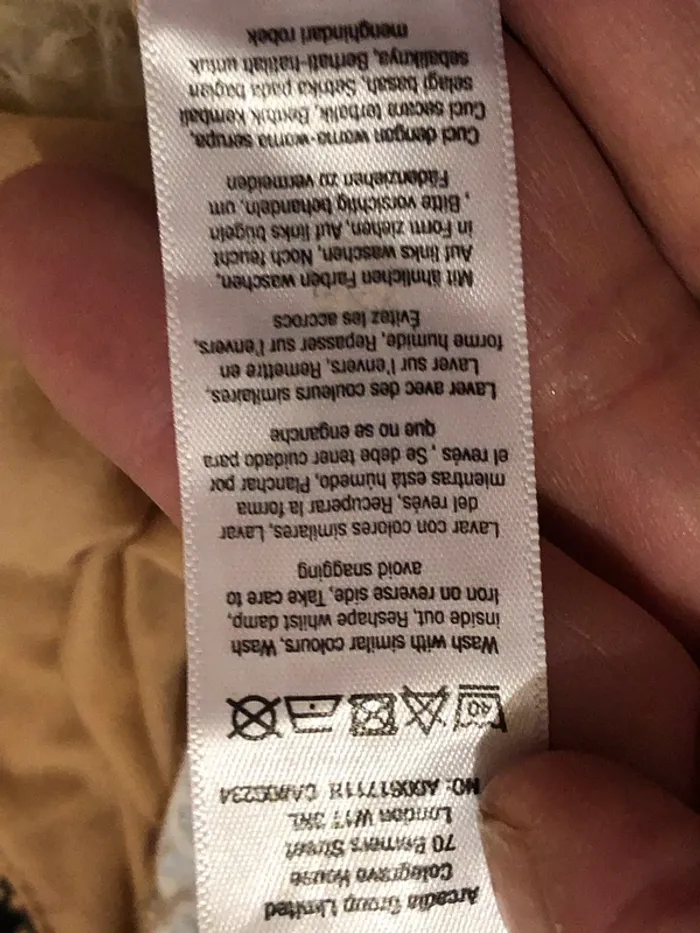 Arcadia Group Limited
Colegrave House
70 Berners Street
London W1T 3NL
NO:
40
Wash with similar colours, Wash
inside out, Reshape whilst damp,
Iron on reverse side, Take care to
avoid snagging
Lavar con colores similares, Lavar
del revés, Recuperar la forma
mientras está húmedo, Planchar por
el revés , Se debe tener cuidado para
que no se enganche
Laver avec des couleurs similaires,
Laver sur l'envers, Remettre en
forme humide, Repasser sur l'envers,
Évitez les accrocs
Mit ähnlichen Farben waschen,
Auf links waschen, Noch feucht
in Form ziehen, Auf links bügeln
, Bitte vorsichtig behandeln, um
Fädenziehen zu vermeiden
Cuci dengan warna-warna serupa,
Cuci secara terbalik, Bentuk kembali
selagi basah, Setrika pada bagian
sebaliknya, Berhati-hatilah untuk
menghindari robek